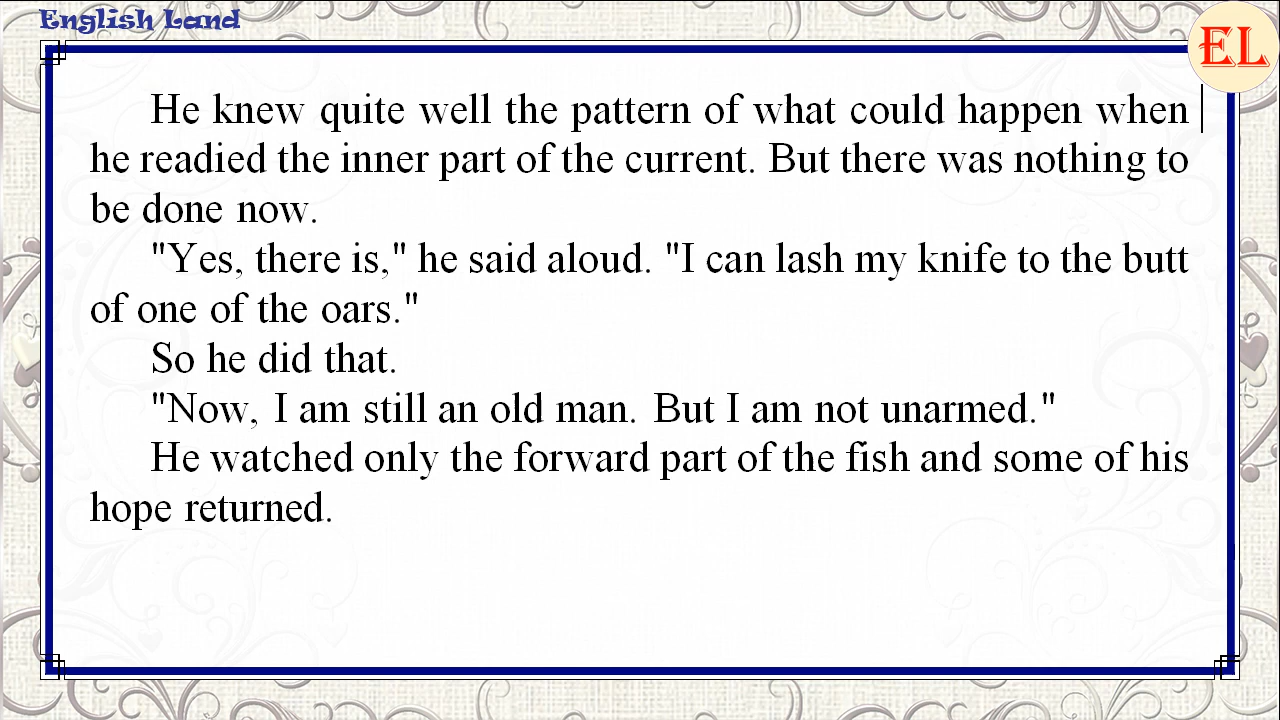 English Land
EL
He knew quite well the pattern of what could happen when
he readied the inner part of the current. But there was nothing to
be done now.
"Yes, there is," he said aloud. "I can lash my knife to the butt
of one of the oars."
So he did that.
"Now, I am still an old man. But I am not unarmed."
He watched only the forward part of the fish and some of his
hope returned.